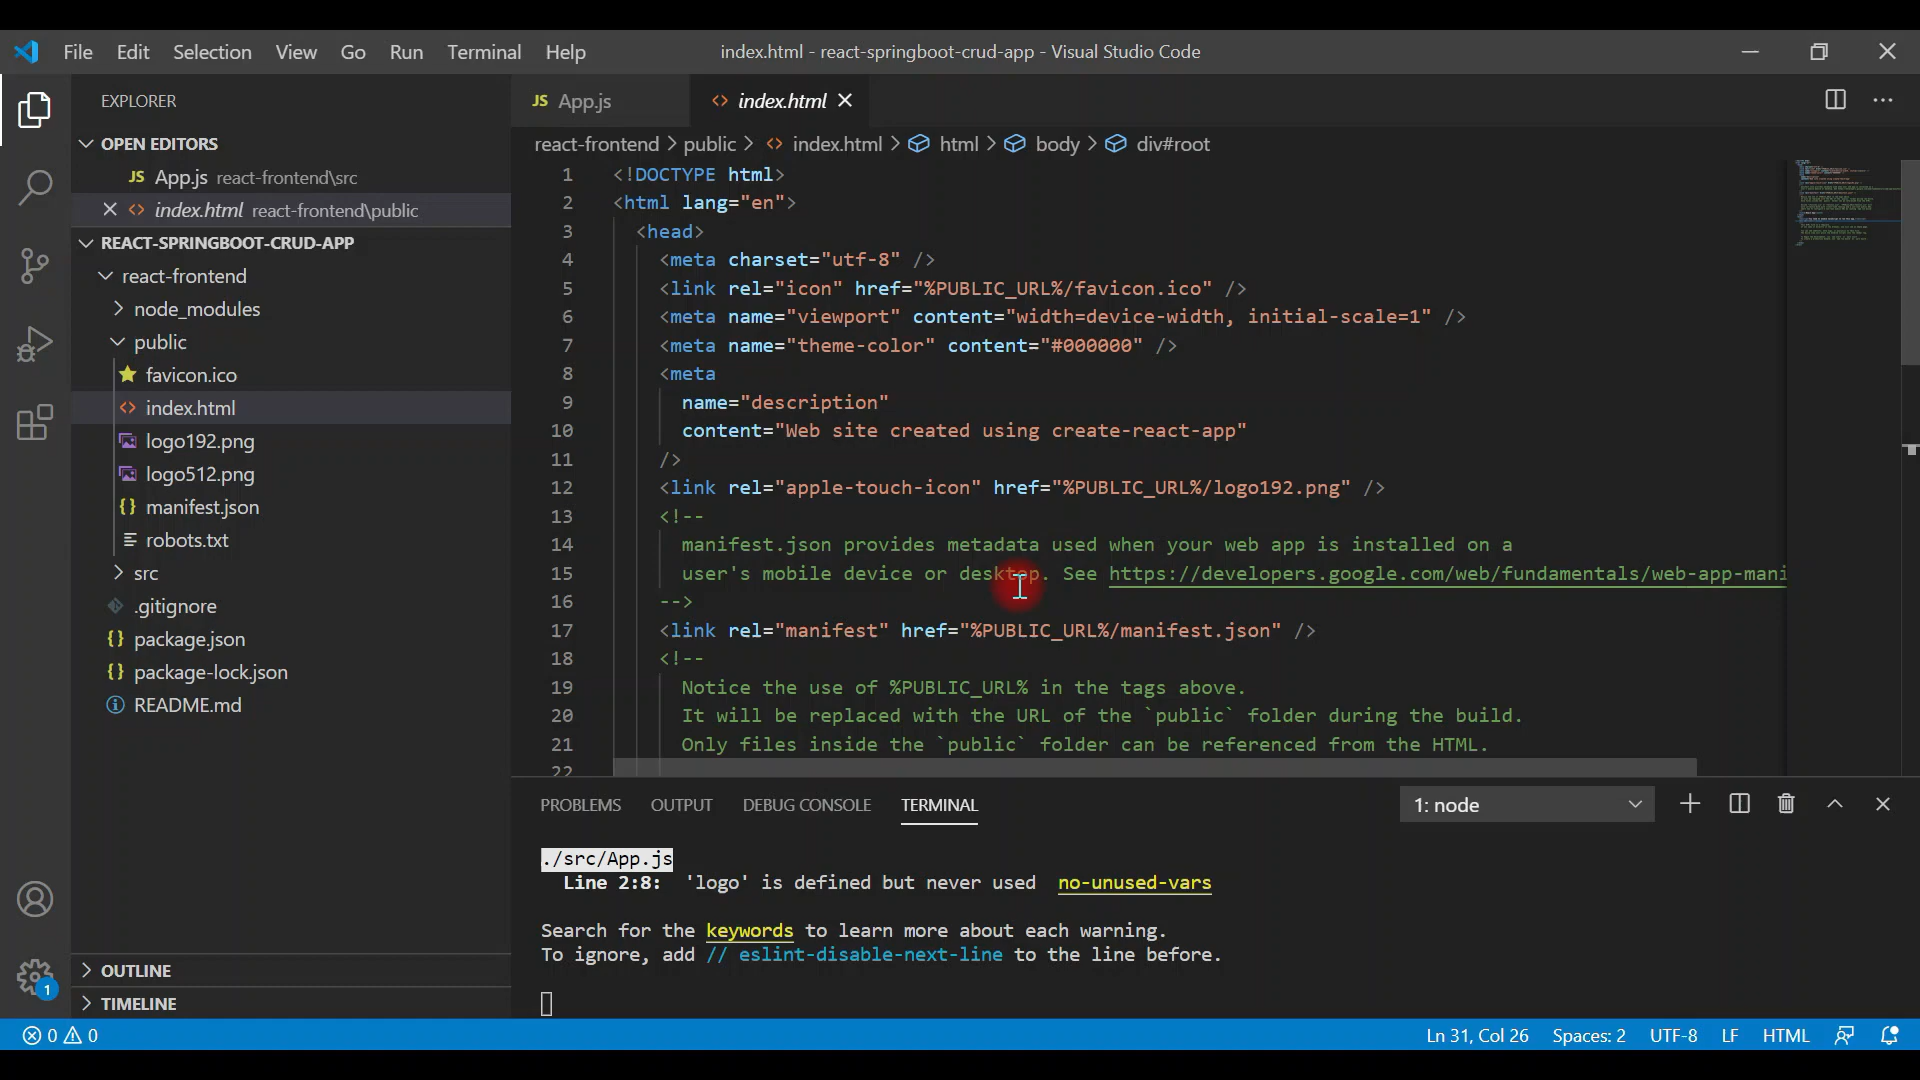 File Edit Selection View Go Run Terminal Help
index.html - react-springboot-crud-app - Visual Studio Code
EXPLORER
OPEN EDITORS
JS App.js react-frontend\src
index.html react-frontend\public
REACT-SPRINGBOOT-CRUD-APP
react-frontend
node_modules
public
favicon.ico
<> index.html
logo192.png
logo512.png
{} manifest.json
robots.txt
src
.gitignore
{} package.json
{} package-lock.json
README.md
OUTLINE
TIMELINE
1
JS App.js
<> index.html
react-frontend > public > <> index.html > html > body > div#root
1 <!DOCTYPE html>
2 <html lang="en">
3 <head>
4 <meta charset="utf-8" />
5 <link rel="icon" href="%PUBLIC_URL%/favicon.ico" />
6 <meta name="viewport" content="width=device-width, initial-scale=1" />
7 <meta name="theme-color" content="#000000" />
8 <meta
9 name="description"
10 content="Web site created using create-react-app"
11 />
12 <link rel="apple-touch-icon" href="%PUBLIC_URL%/logo192.png" />
13 <!--
14 manifest.json provides metadata used when your web app is installed on a
15 user's mobile device or desktop. See https://developers.google.com/web/fundamentals/web-app-mani
16 -->
17 <link rel="manifest" href="%PUBLIC_URL%/manifest.json" />
18 <!--
19 Notice the use of %PUBLIC_URL% in the tags above.
20 It will be replaced with the URL of the `public` folder during the build.
21 Only files inside the `public` folder can be referenced from the HTML.
22
PROBLEMS OUTPUT DEBUG CONSOLE TERMINAL
1: node
./src/App.js
Line 2:8: 'logo' is defined but never used no-unused-vars
Search for the keywords to learn more about each warning.
To ignore, add // eslint-disable-next-line to the line before.
0 0
Ln 31, Col 26 Spaces: 2 UTF-8 LF HTML